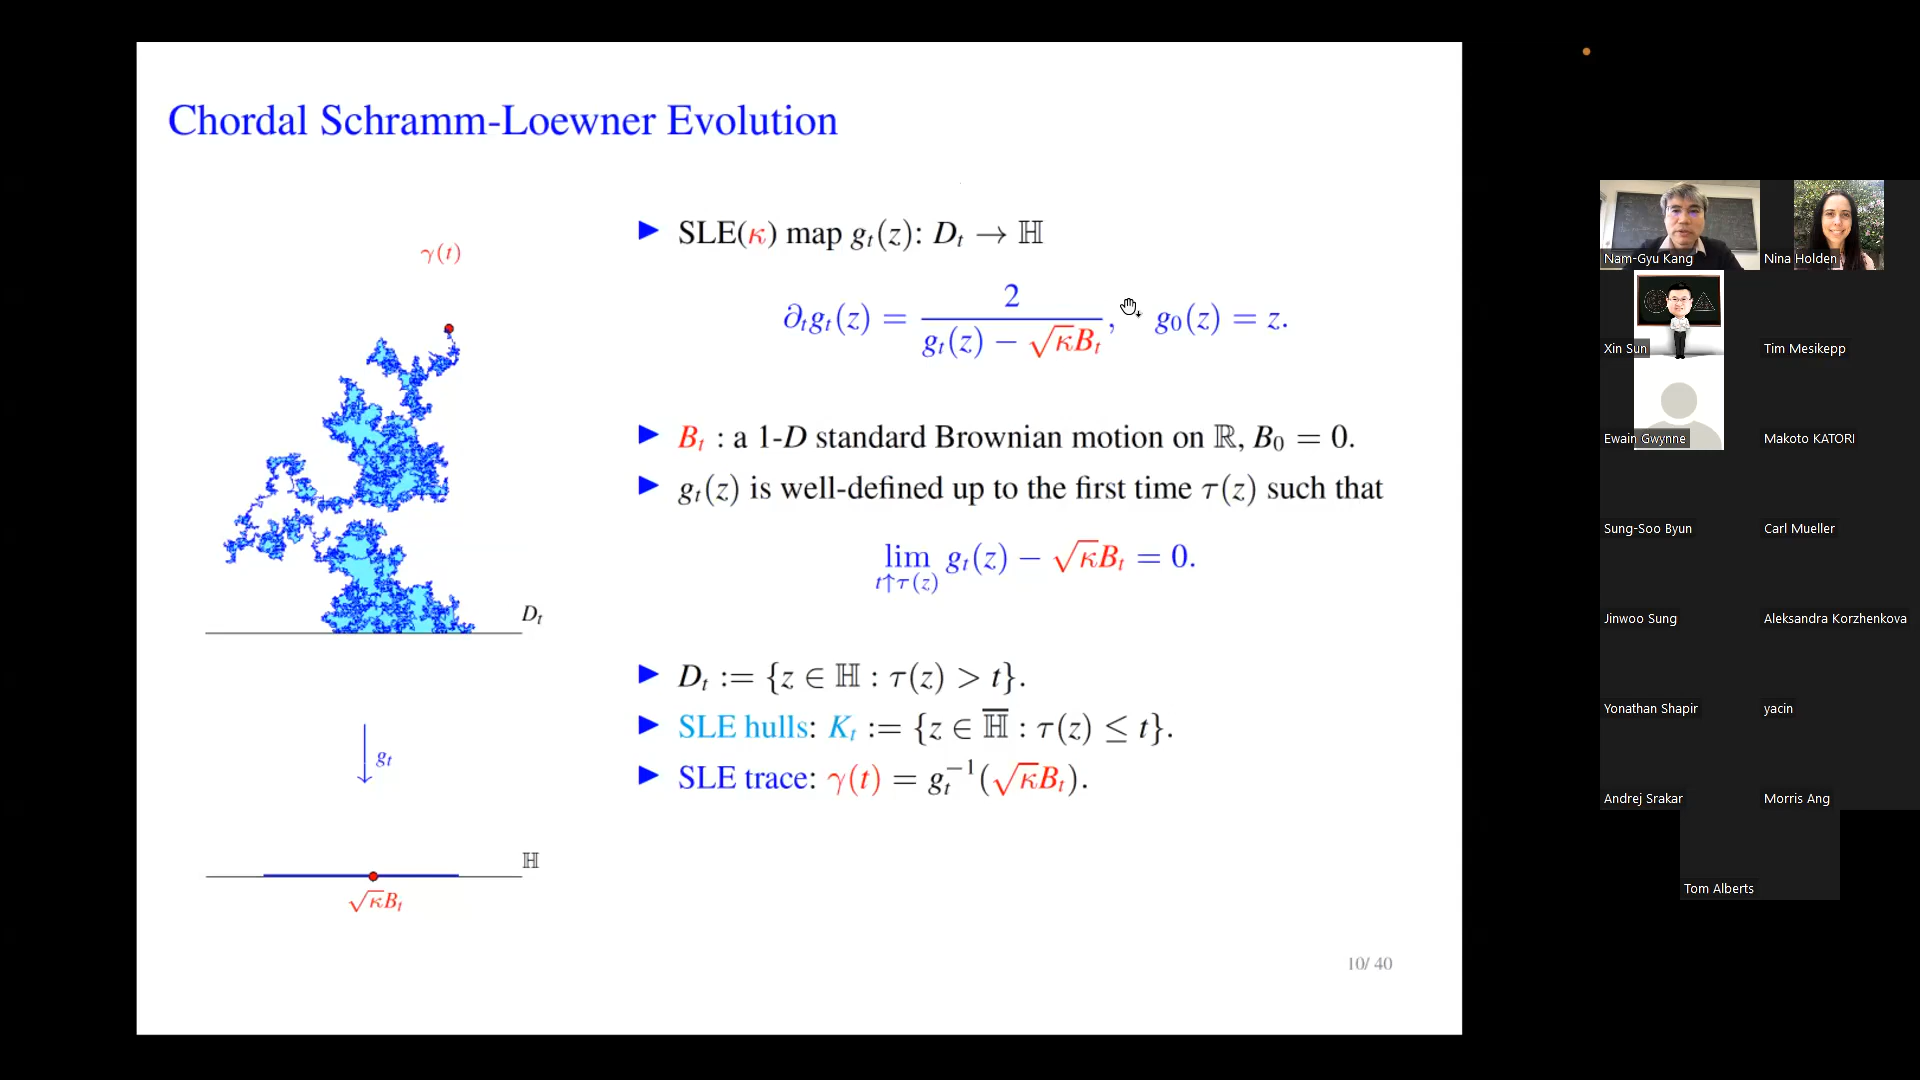 Chordal Schramm-Loewner Evolution
γ(t)
D_t
g_t
ℍ
√κB_t
▶ SLE(κ) map g_t(z): D_t → ℍ
∂_t g_t(z) = 2 / (g_t(z) − √κB_t), g_0(z) = z.
▶ B_t : a 1-D standard Brownian motion on ℝ, B_0 = 0.
▶ g_t(z) is well-defined up to the first time τ(z) such that
lim_{t↑τ(z)} g_t(z) − √κB_t = 0.
▶ D_t := {z ∈ ℍ : τ(z) > t}.
▶ SLE hulls: K_t := {z ∈ ℍ̅ : τ(z) ≤ t}.
▶ SLE trace: γ(t) = g_t^{−1}(√κB_t).
10/ 40
Nam-Gyu Kang
Nina Holden
Xin Sun
Tim Mesikepp
Ewain Gwynne
Makoto KATORI
Sung-Soo Byun
Carl Mueller
Jinwoo Sung
Aleksandra Korzhenkova
Yonathan Shapir
yacin
Andrej Srakar
Morris Ang
Tom Alberts